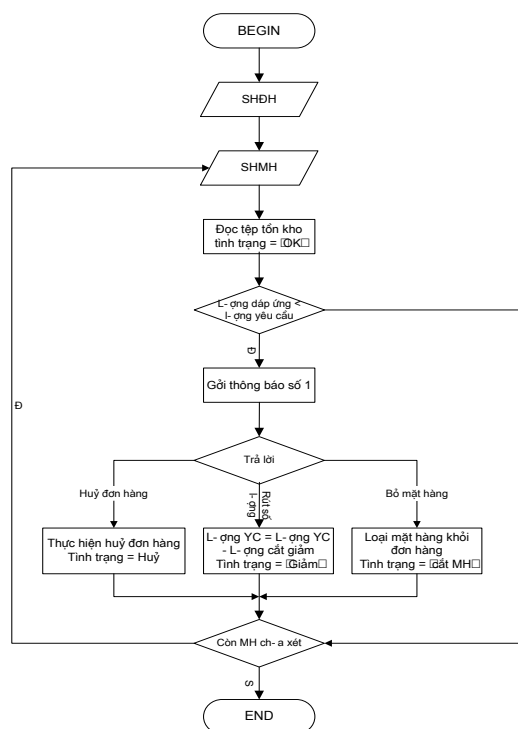 BEGIN
SHĐH
SHMH
Đọc tệp tồn kho
tình trạng = □OK□
L- ợng dáp ứng <
l- ợng yêu cầu
Đ
Gởi thông báo số 1
Đ
Trả lời
Huỷ đơn hàng
Rút số
l- ợng
Bỏ mặt hàng
Thực hiện huỷ đơn hàng
Tình trạng = Huỷ
L- ợng YC = L- ợng YC
- L- ợng cắt giảm
Tình trạng = □Giảm□
Loại mặt hàng khỏi
đơn hàng
Tình trạng = □cắt MH□
Còn MH ch- a xét
S
END